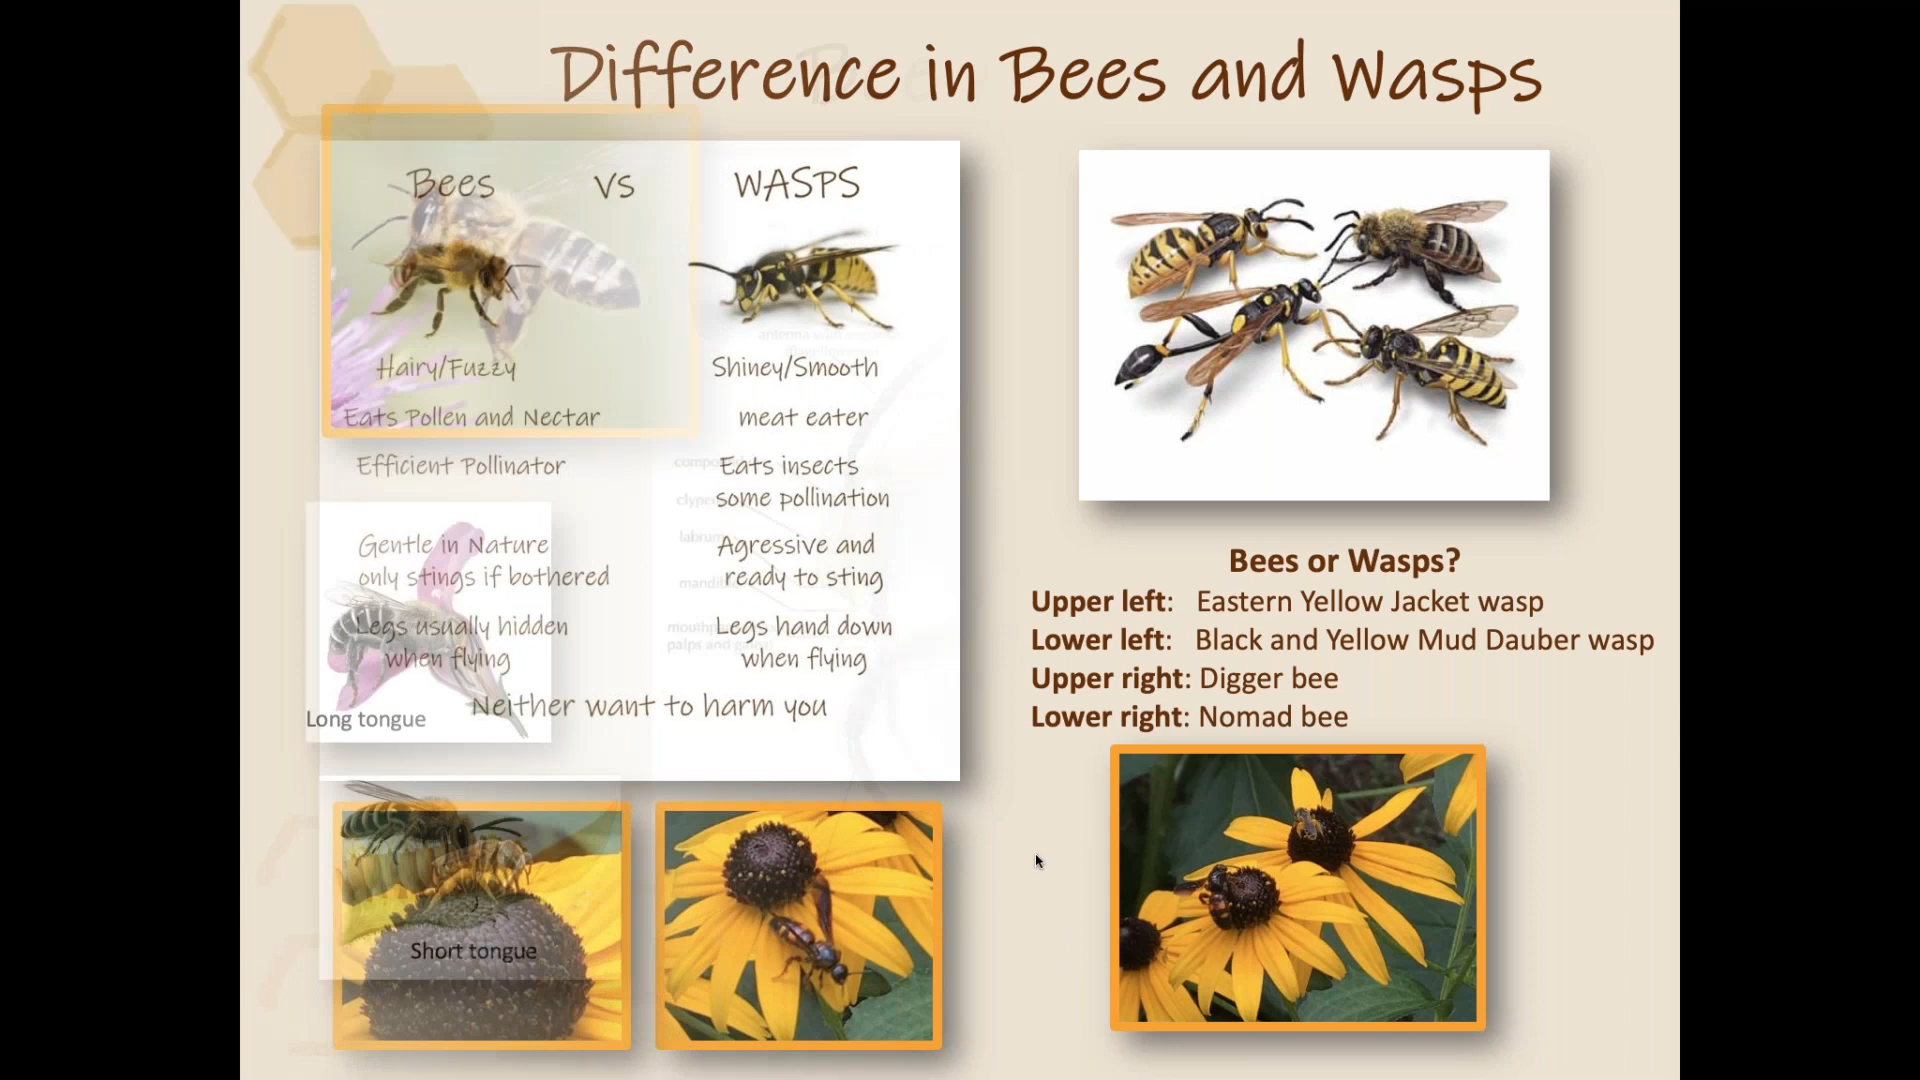 Difference in Bees and Wasps
Bees VS WASPS
Hairy/Fuzzy Shiney/Smooth
Eats Pollen and Nectar meat eater
Efficient Pollinator Eats insects
some pollination
Gentle in Nature Agressive and
only stings if bothered ready to sting
Legs usually hidden Legs hand down
when flying when flying
Neither want to harm you
Long tongue
Short tongue
Bees or Wasps?
Upper left: Eastern Yellow Jacket wasp
Lower left: Black and Yellow Mud Dauber wasp
Upper right: Digger bee
Lower right: Nomad bee
labrum